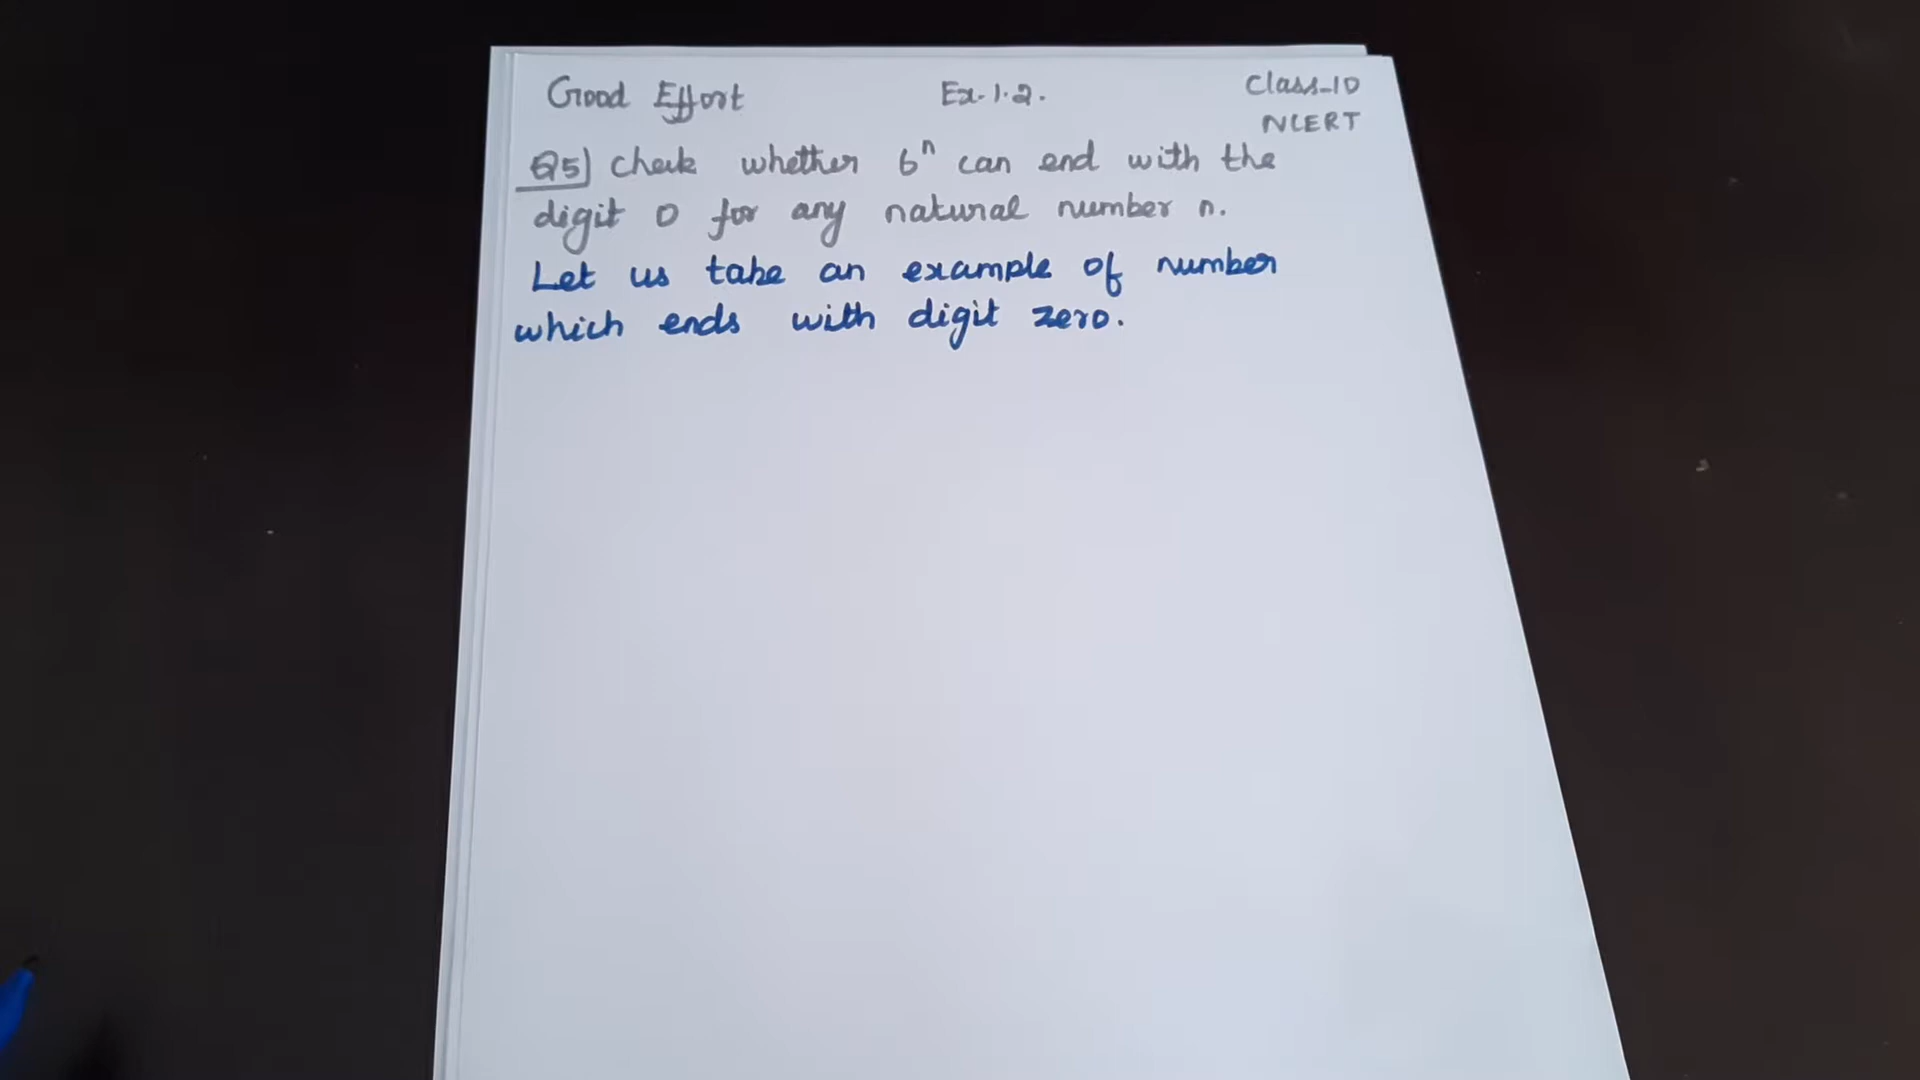 Good Effort Ex. 1.2. Class-10
NCERT
Q5] Check whether 6ⁿ can end with the
digit 0 for any natural number n.
Let us take an example of number
which ends with digit zero.